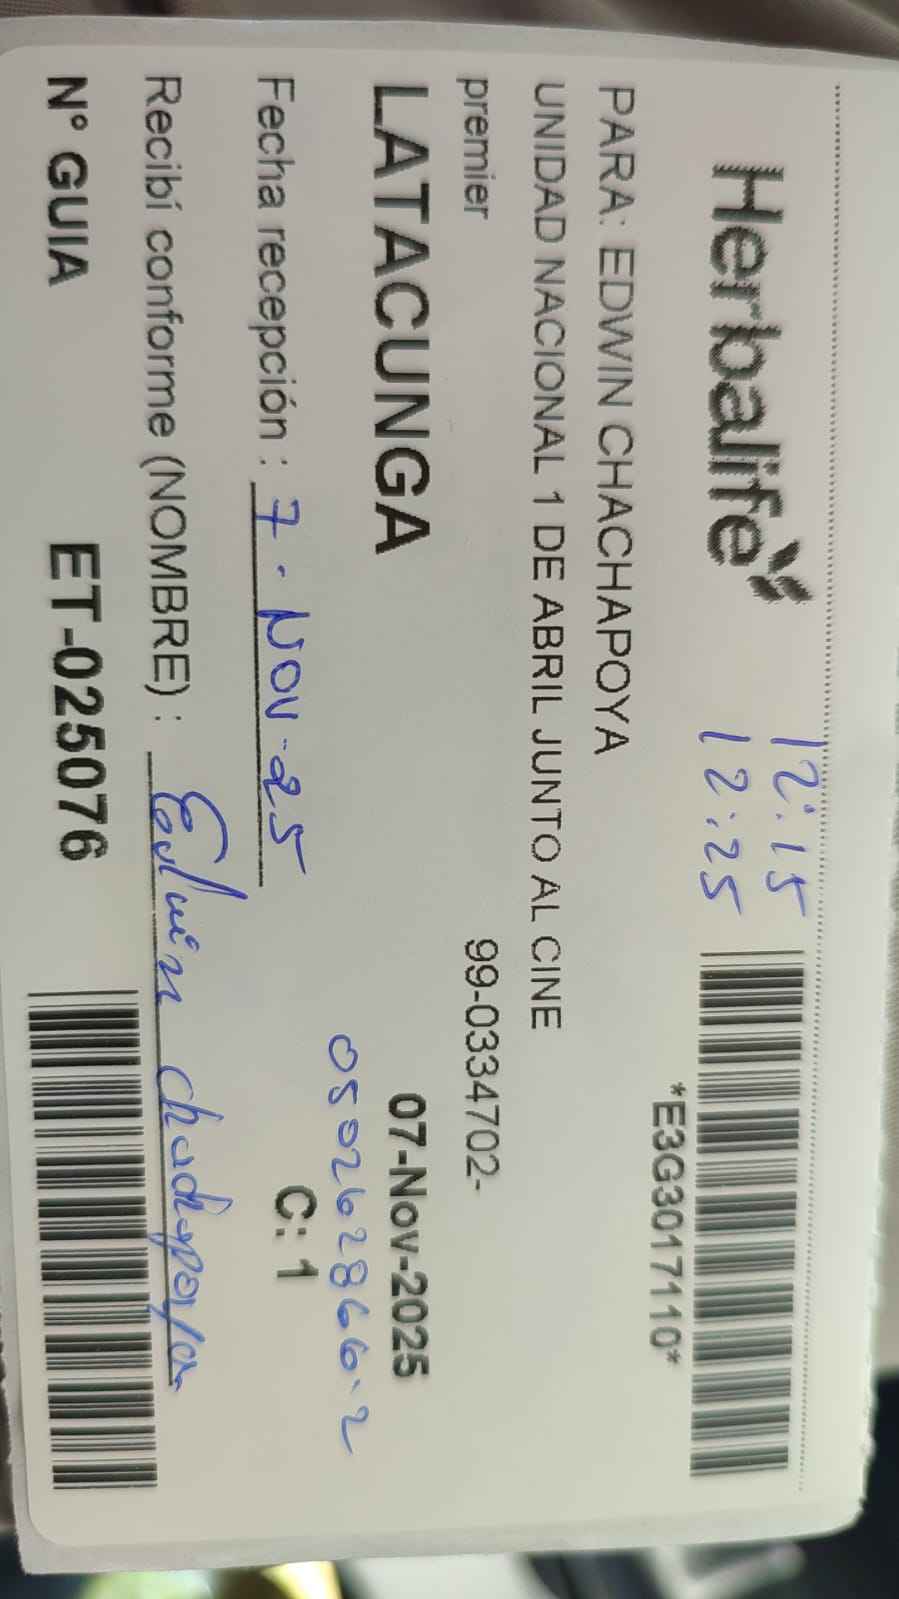 Herbalife
12:15
12:25
*E3G3017110*
PARA: EDWIN CHACHAPOYA
UNIDAD NACIONAL 1 DE ABRIL JUNTO AL CINE
premier 99-0334702-
LATACUNGA 07-Nov-2025
050262866-2
Fecha recepción : 7-NOV-25 C: 1
Recibí conforme (NOMBRE) : Edwin Chachapoya
N° GUIA ET-025076